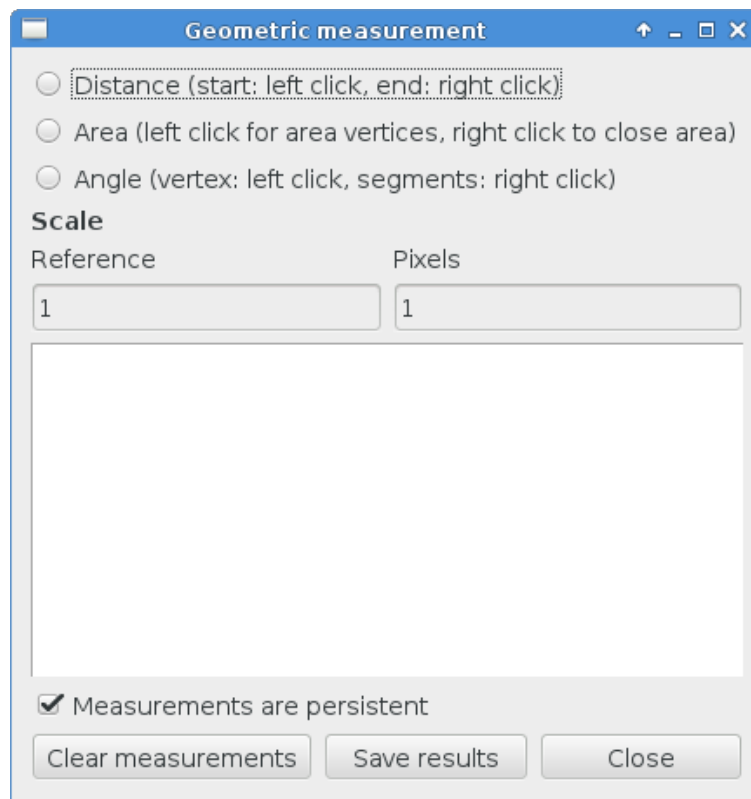 Geometric measurement
Distance (start: left click, end: right click)
Area (left click for area vertices, right click to close area)
Angle (vertex: left click, segments: right click)
Scale
Reference Pixels
1 1
Measurements are persistent
Clear measurements Save results Close